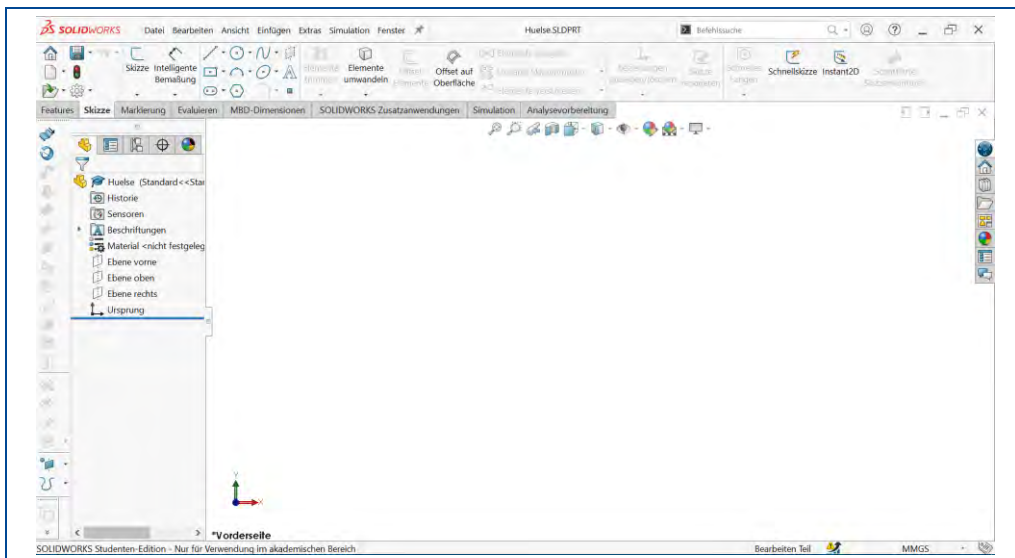 SOLIDWORKS Datei Bearbeiten Ansicht Einfügen Extras Simulation Fenster Huelse.SLDPRT Befehlssuche
Skizze Intelligente Bemaßung Elemente umwandeln Offset auf Oberfläche Schnellskizze Instant2D
Features Skizze Markierung Evaluieren MBD-Dimensionen SOLIDWORKS Zusatzanwendungen Simulation Analysevorbereitung
Huelse (Standard<<Star
Historie
Sensoren
Beschriftungen
Material <nicht festgeleg
Ebene vorne
Ebene oben
Ebene rechts
Ursprung
Y
X
*Vorderseite
SOLIDWORKS Studenten-Edition - Nur für Verwendung im akademischen Bereich Bearbeiten Teil MMGS